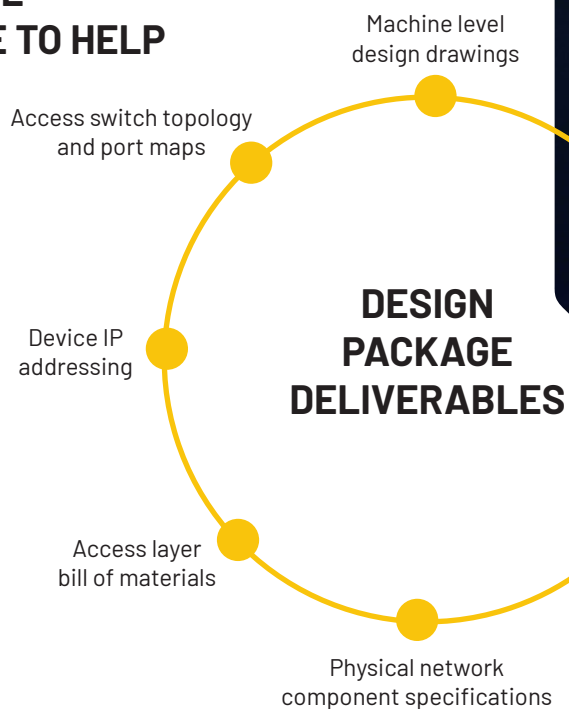 TO HELP
Machine level
design drawings
Access switch topology
and port maps
DESIGN
PACKAGE
DELIVERABLES
Device IP
addressing
Access layer
bill of materials
Physical network
component specifications